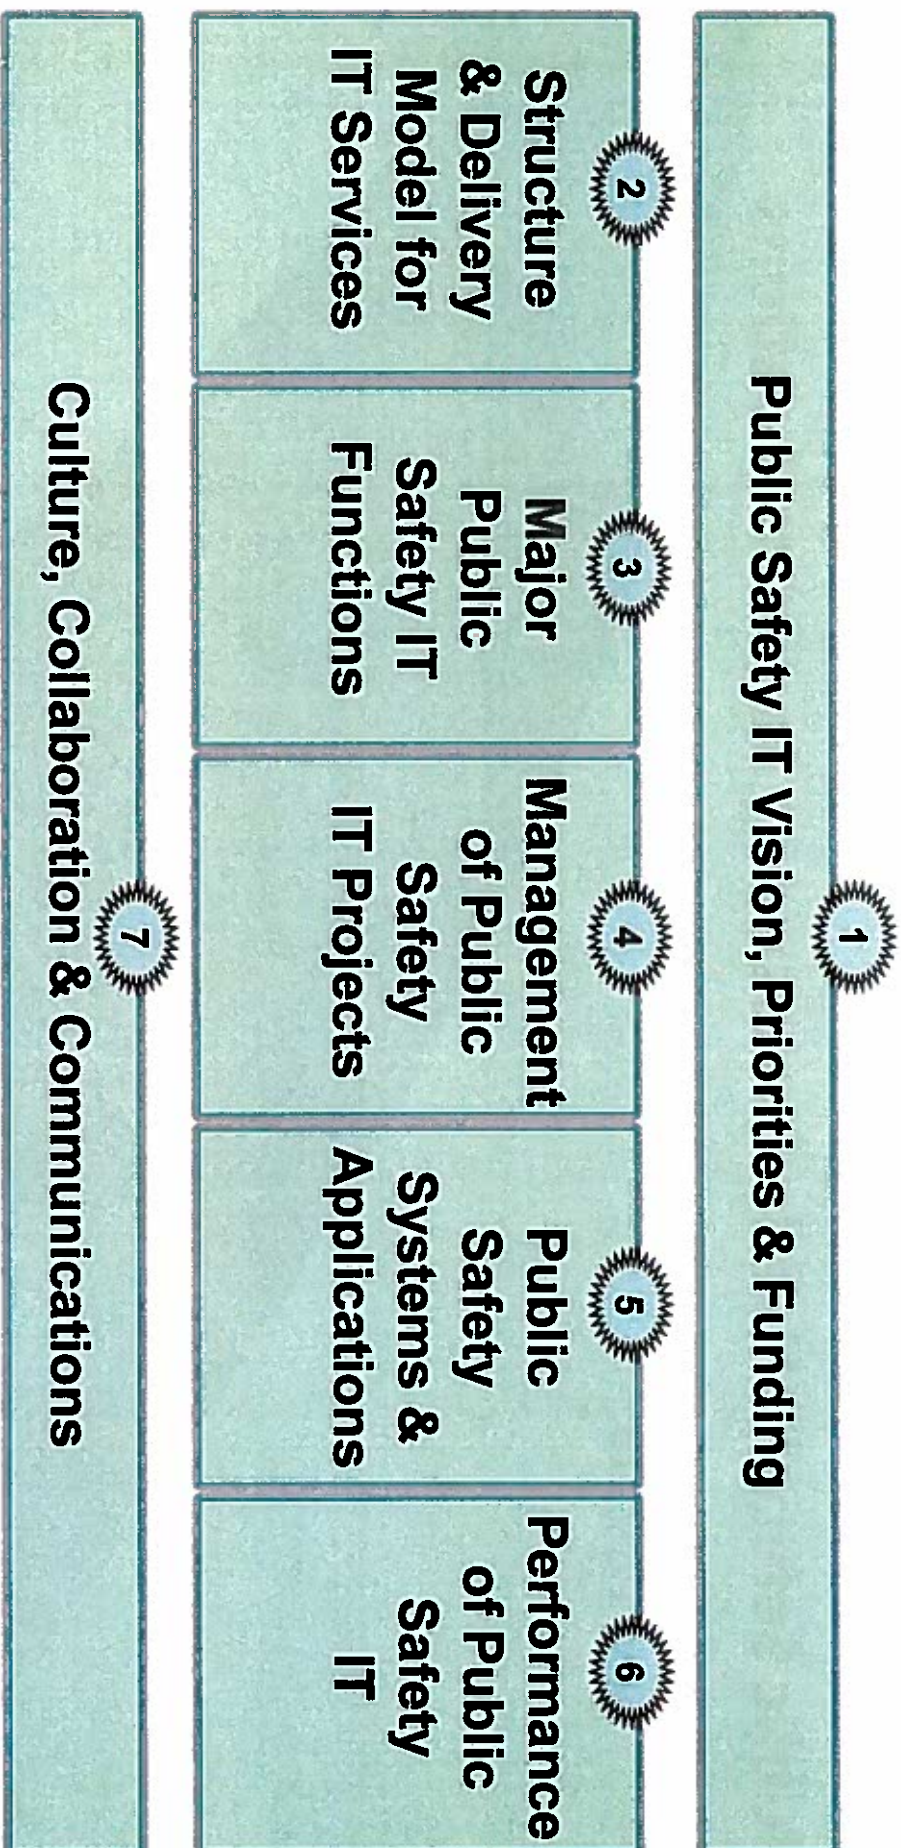 1
Public Safety IT Vision, Priorities & Funding
2
Structure
& Delivery
Model for
IT Services
3
Major
Public
Safety IT
Functions
4
Management
of Public
Safety
IT Projects
5
Public
Safety
Systems &
Applications
6
Performance
of Public
Safety
IT
7
Culture, Collaboration & Communications